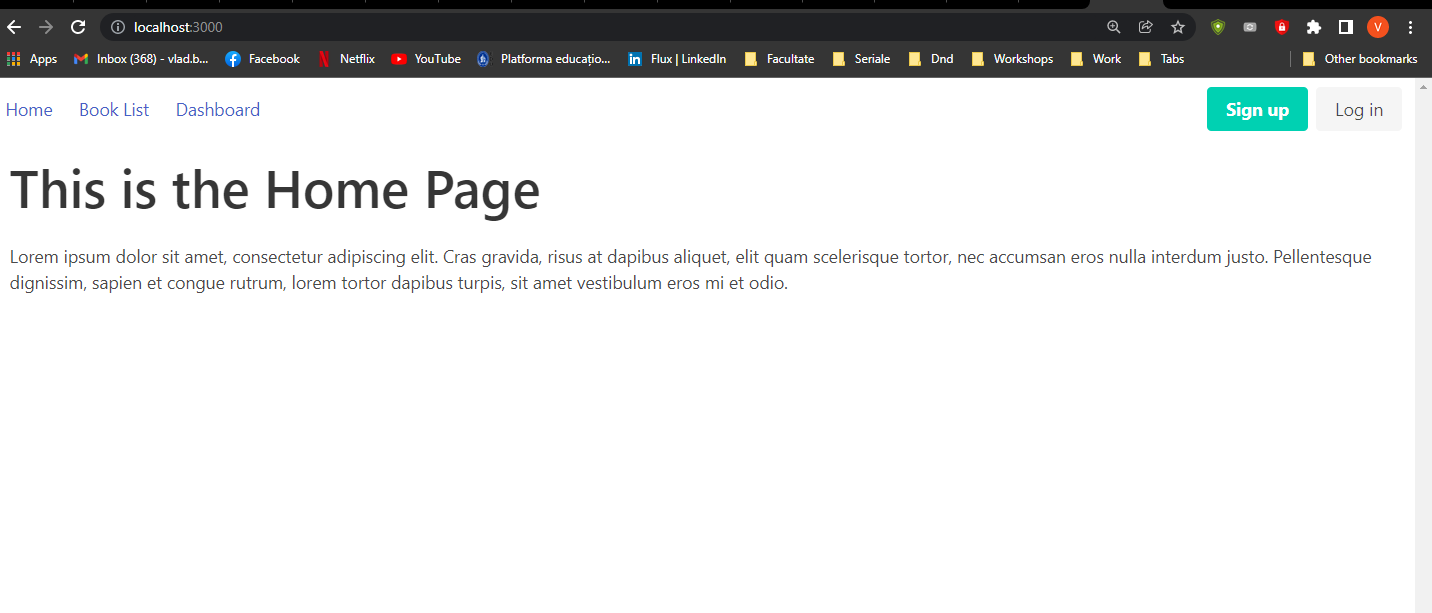 localhost:3000
V
Apps Inbox (368) - vlad.b... Facebook Netflix YouTube Platforma educațio... Flux | LinkedIn Facultate Seriale Dnd Workshops Work Tabs Other bookmarks
Home Book List Dashboard Sign up Log in
This is the Home Page
Lorem ipsum dolor sit amet, consectetur adipiscing elit. Cras gravida, risus at dapibus aliquet, elit quam scelerisque tortor, nec accumsan eros nulla interdum justo. Pellentesque
dignissim, sapien et congue rutrum, lorem tortor dapibus turpis, sit amet vestibulum eros mi et odio.